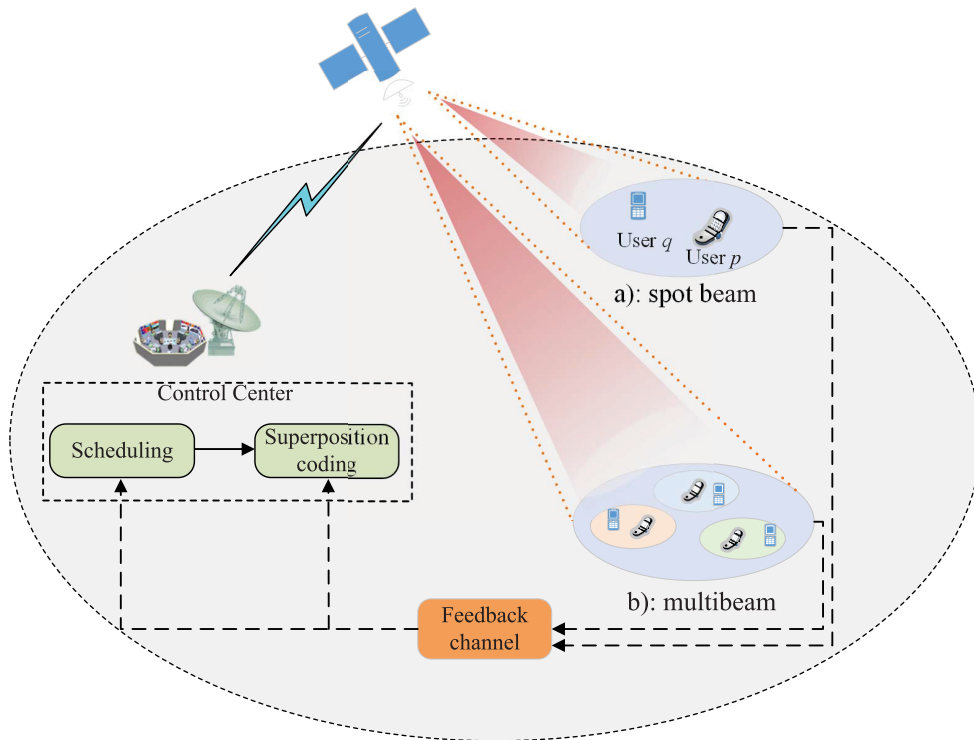 User q
User p
a): spot beam
Control Center
Scheduling
Superposition
coding
b): multibeam
Feedback
channel